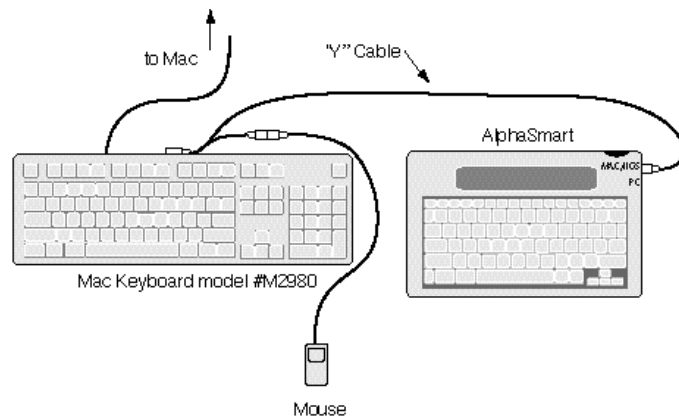 to Mac
"Y" Cable
AlphaSmart
MAC/IIGS
PC
Mac Keyboard model #M2980
Mouse